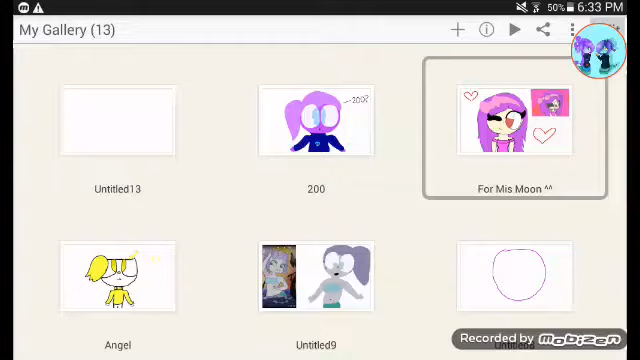 50% 6:33 PM
My Gallery (13)
200?
Untitled13
200
For Mis Moon ^^
Angel
Untitled9
Recorded by
mobizen